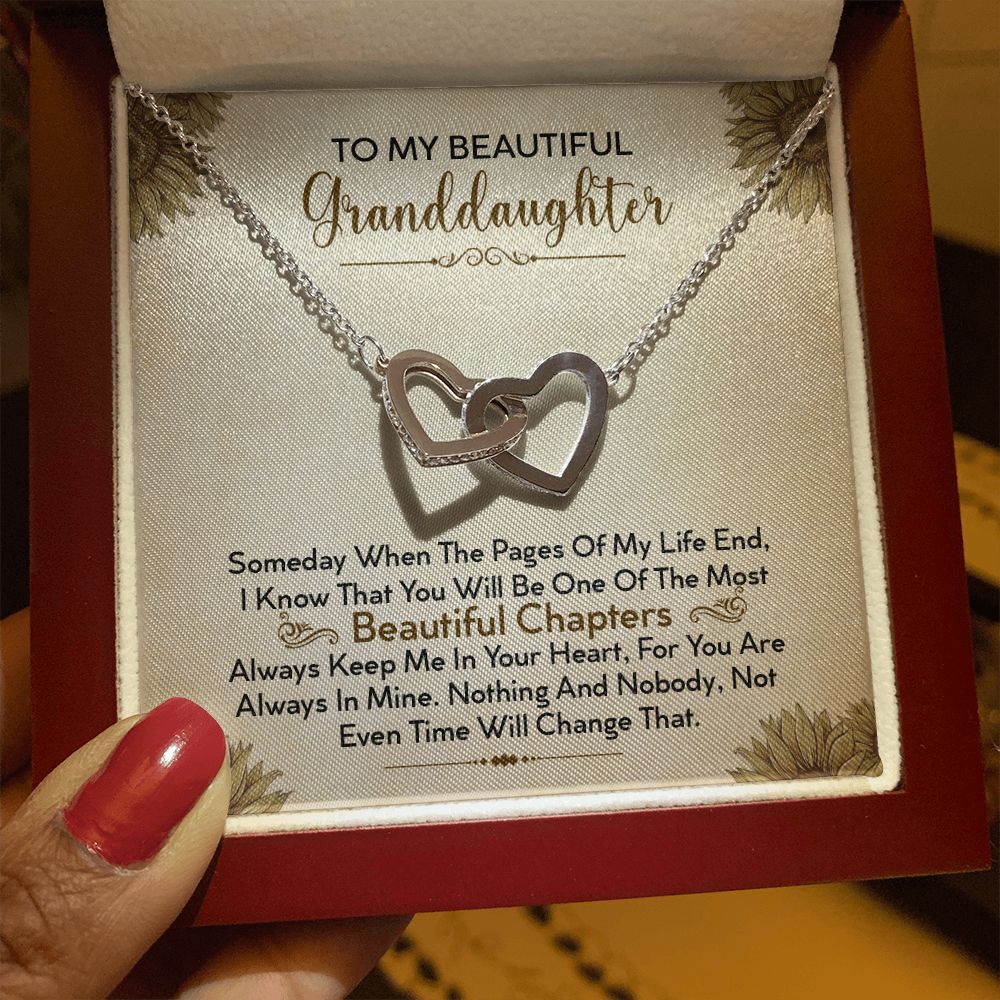 TO MY BEAUTIFUL
Granddaughter
Someday When The Pages Of My Life End,
I Know That You Will Be One Of The Most
Beautiful Chapters
Always Keep Me In Your Heart, For You Are
Always In Mine. Nothing And Nobody, Not
Even Time Will Change That.